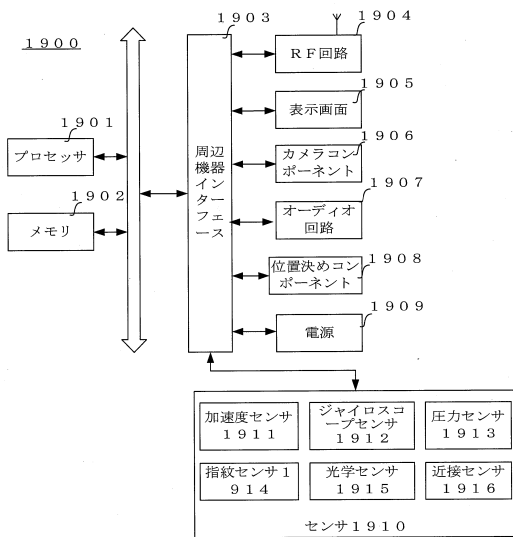 1900
1901
プロセッサ
1902
メモリ
1903
周辺
機器
インタ
ーフェ
ース
1904
RF回路
1905
表示画面
1906
カメラコン
ポーネント
1907
オーディオ
回路
1908
位置決めコン
ポーネント
1909
電源
加速度センサ
1911
ジャイロスコ
ープセンサ
1912
圧力センサ
1913
指紋センサ1
914
光学センサ
1915
近接センサ
1916
センサ1910